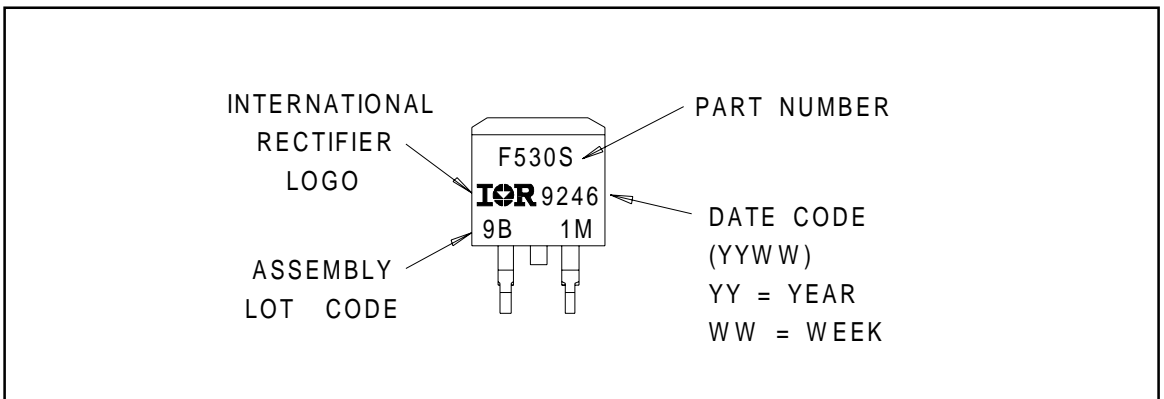 INTERNATIONAL
RECTIFIER
LOGO
ASSEMBLY
LOT CODE
F530S
IOR 9246
9B 1M
PART NUMBER
DATE CODE
(YYWW)
YY = YEAR
WW = WEEK